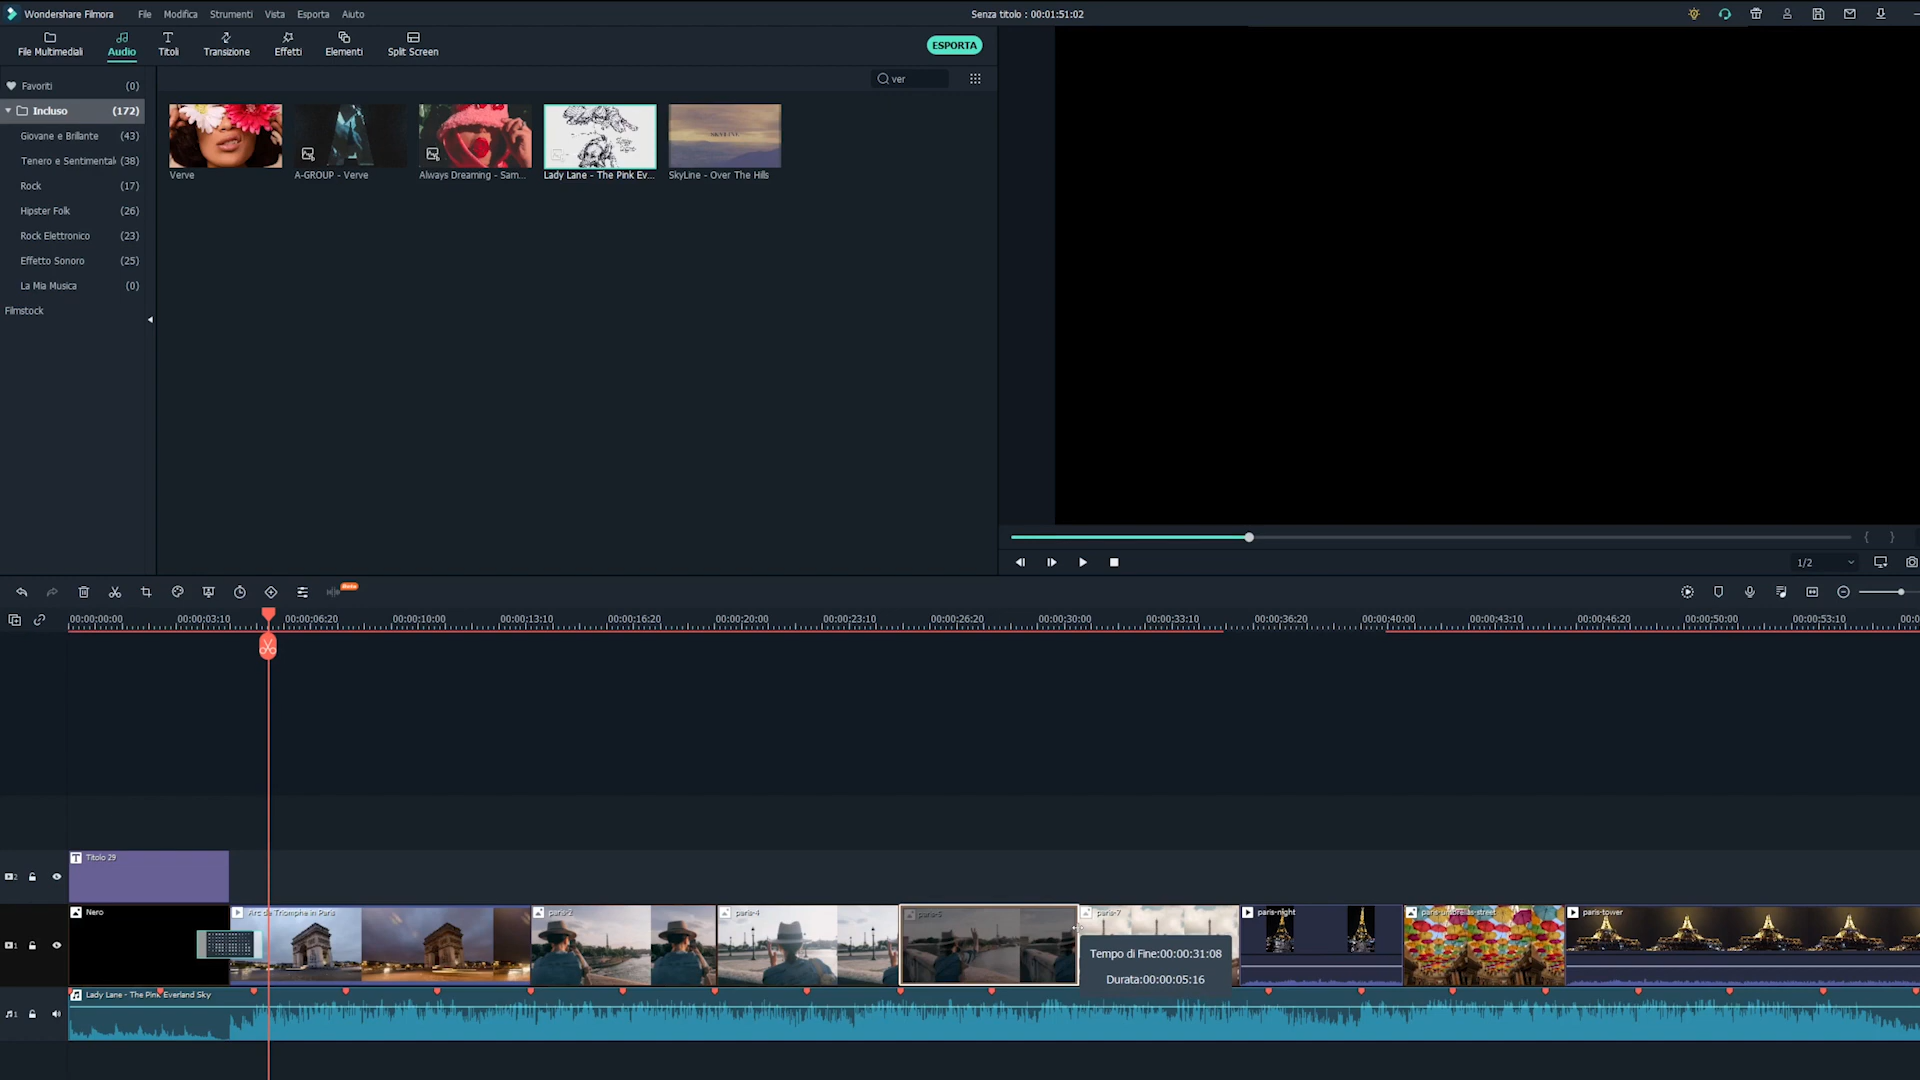 Wondershare Filmora File Modifica Strumenti Vista Esporta Aiuto Senza titolo : 00:01:51:02
File Multimediali Audio Titoli Transizione Effetti Elementi Split Screen ESPORTA
Favoriti (0) ver
Incluso (172)
Giovane e Brillante (43)
Tenero e Sentimental (38)
Rock (17)
Hipster Folk (26)
Rock Elettronico (23)
Effetto Sonoro (25)
La Mia Musica (0)
Filmstock
SKYLINE
Verve A-GROUP - Verve Always Dreaming - Sam... Lady Lane - The Pink Ev... SkyLine - Over The Hills
1/2
00:00:00:00 00:00:03:10 00:00:06:20 00:00:10:00 00:00:13:10 00:00:16:20 00:00:20:00 00:00:23:10 00:00:26:20 00:00:30:00 00:00:33:10 00:00:36:20 00:00:40:00 00:00:43:10 00:00:46:20 00:00:50:00 00:00:53:10
Titolo 29
2
Nero Arc de Triomphe in Paris paris-2 paris-4 paris-5 paris-7 paris-night paris-umbrellas-street paris-tower
1
Tempo di Fine:00:00:31:08
Durata:00:00:05:16
Lady Lane - The Pink Everland Sky
1